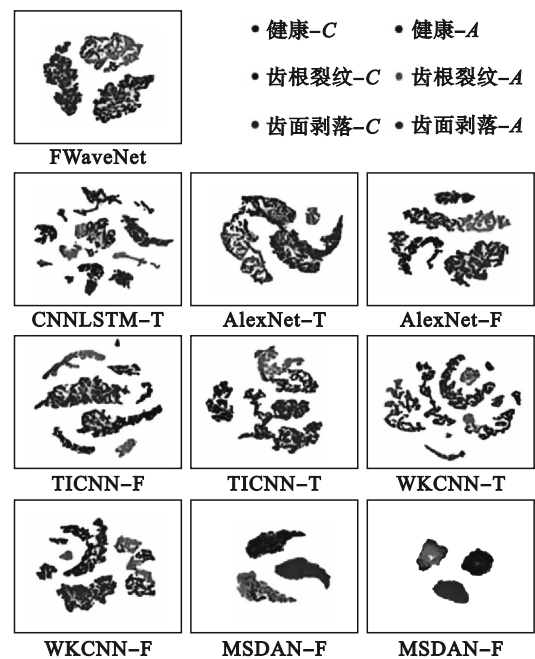 健康–C 健康–A
齿根裂纹–C 齿根裂纹–A
齿面剥落–C 齿面剥落–A
FWaveNet
CNNLSTM–T AlexNet–T AlexNet–F
TICNN–F TICNN–T WKCNN–T
WKCNN–F MSDAN–F MSDAN–F